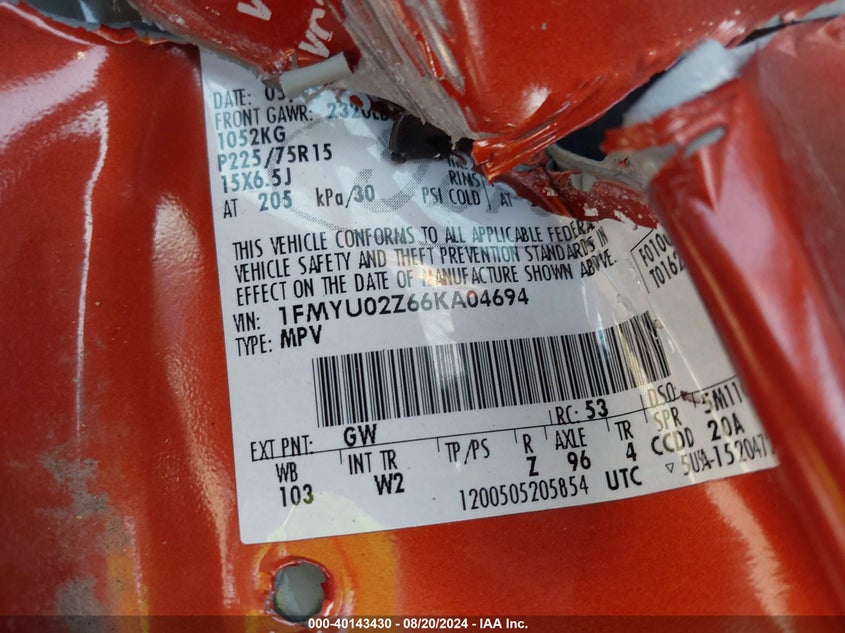 DATE:
FRONT GAWR:
1052KG
P225/75R15
15X6.5J
RIMS
AT 205 kPa/30 PSI COLD
AT
THIS VEHICLE CONFORMS TO ALL APPLICABLE
VEHICLE SAFETY AND THEFT PREVENTION STANDARDS IN
EFFECT ON THE DATE OF MANUFACTURE SHOWN ABOVE.
VIN: 1FMYU02Z66KA04694
TYPE: MPV
EXT PNT: GW
RC: 53
DSO:
WB
INT TR
TP/PS
R
AXLE
TR
SPR
103
W2
Z
96
4
CCDD
20A
1200505205854
UTC
000-40143430 - 08/20/2024 - IAA Inc.